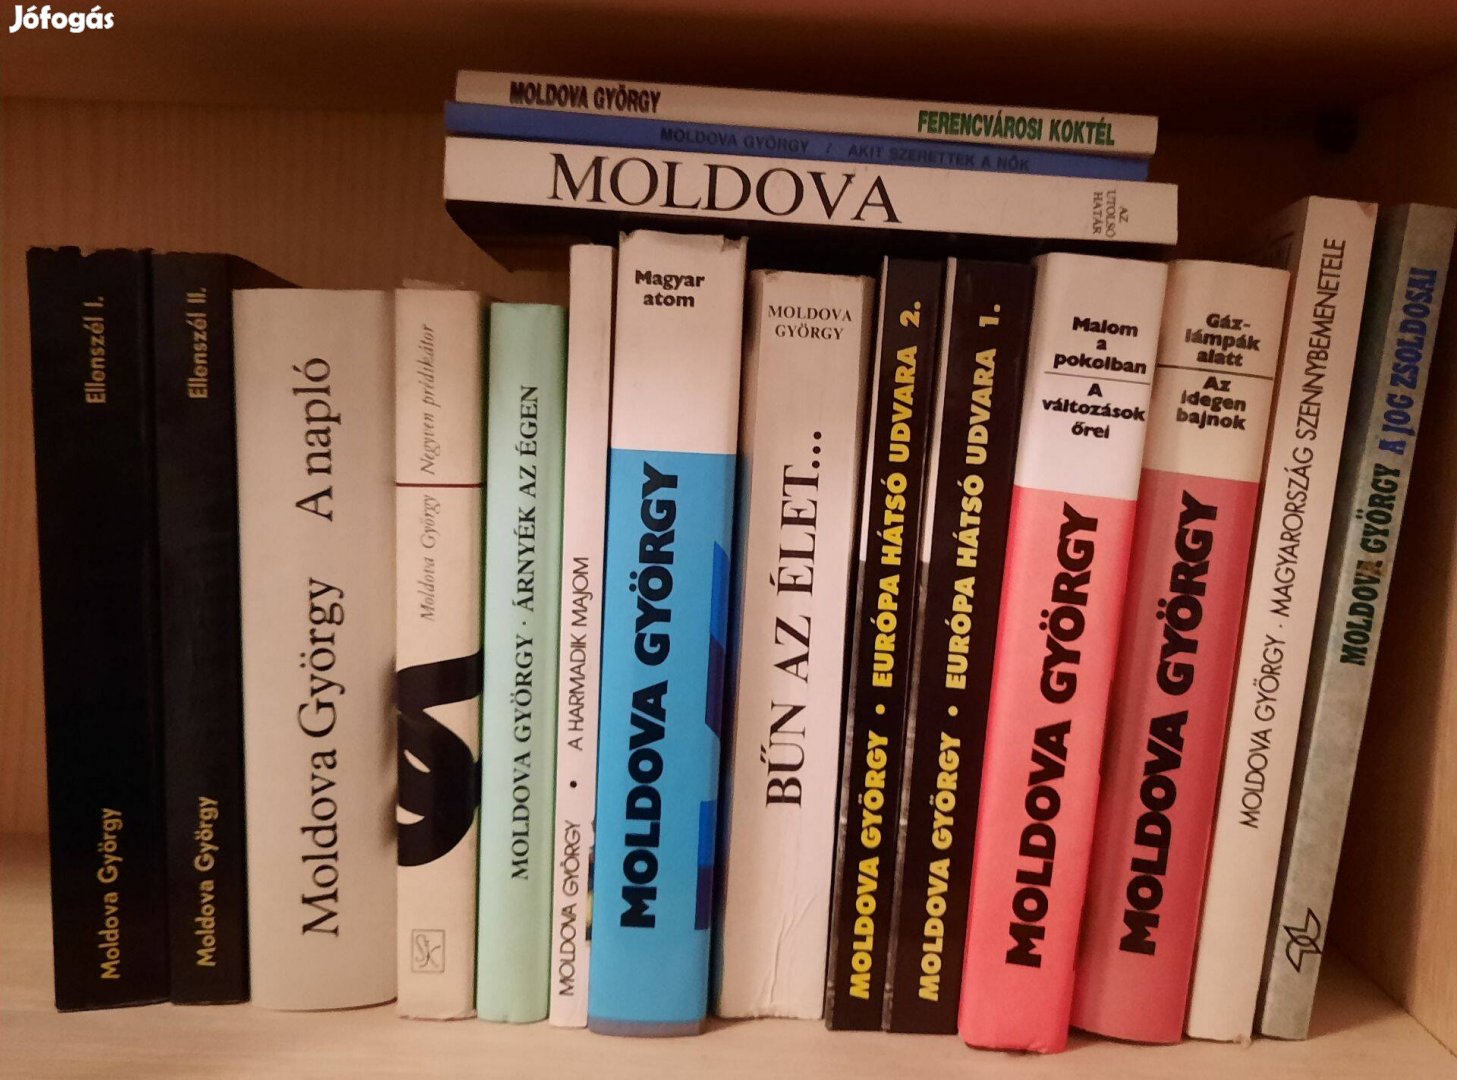 Jófogás
MOLDOVA GYÖRGY FERENCVÁROSI KOKTÉL
MOLDOVA GYÖRGY / AKIT SZERETTEK A NŐK
MOLDOVA
AZ
UTOLSÓ
HATÁR
Moldova György Ellenszél I.
Moldova György Ellenszél II.
Moldova György A napló
Moldova György Negyven prédikátor
MOLDOVA GYÖRGY · ÁRNYÉK AZ ÉGEN
MOLDOVA GYÖRGY • A HARMADIK MAJOM
Magyar
atom
MOLDOVA GYÖRGY
MOLDOVA
GYÖRGY
BŰN AZ ÉLET...
MOLDOVA GYÖRGY • EURÓPA HÁTSÓ UDVARA 2.
MOLDOVA GYÖRGY • EURÓPA HÁTSÓ UDVARA 1.
Malom
a
pokolban
A
változások
őrei
MOLDOVA GYÖRGY
Gáz-
lámpák
alatt
Az
idegen
bajnok
MOLDOVA GYÖRGY
MOLDOVA GYÖRGY · MAGYARORSZÁG SZENNYBEMENETELE
MOLDOVA GYÖRGY A JOG ZSOLDOSAI